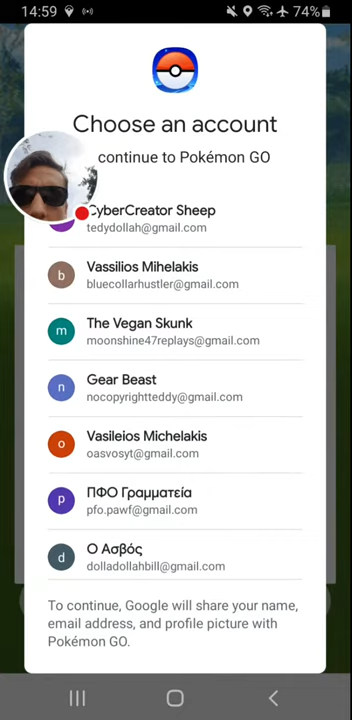 14:59
74%
Choose an account
continue to Pokémon GO
CyberCreator Sheep
tedydollah@gmail.com
b
Vassilios Mihelakis
bluecollarhustler@gmail.com
m
The Vegan Skunk
moonshine47replays@gmail.com
n
Gear Beast
nocopyrightteddy@gmail.com
o
Vasileios Michelakis
oasvosyt@gmail.com
p
ΠΦΟ Γραμματεία
pfo.pawf@gmail.com
d
Ο Ασβός
dolladollahbill@gmail.com
To continue, Google will share your name,
email address, and profile picture with
Pokémon GO.